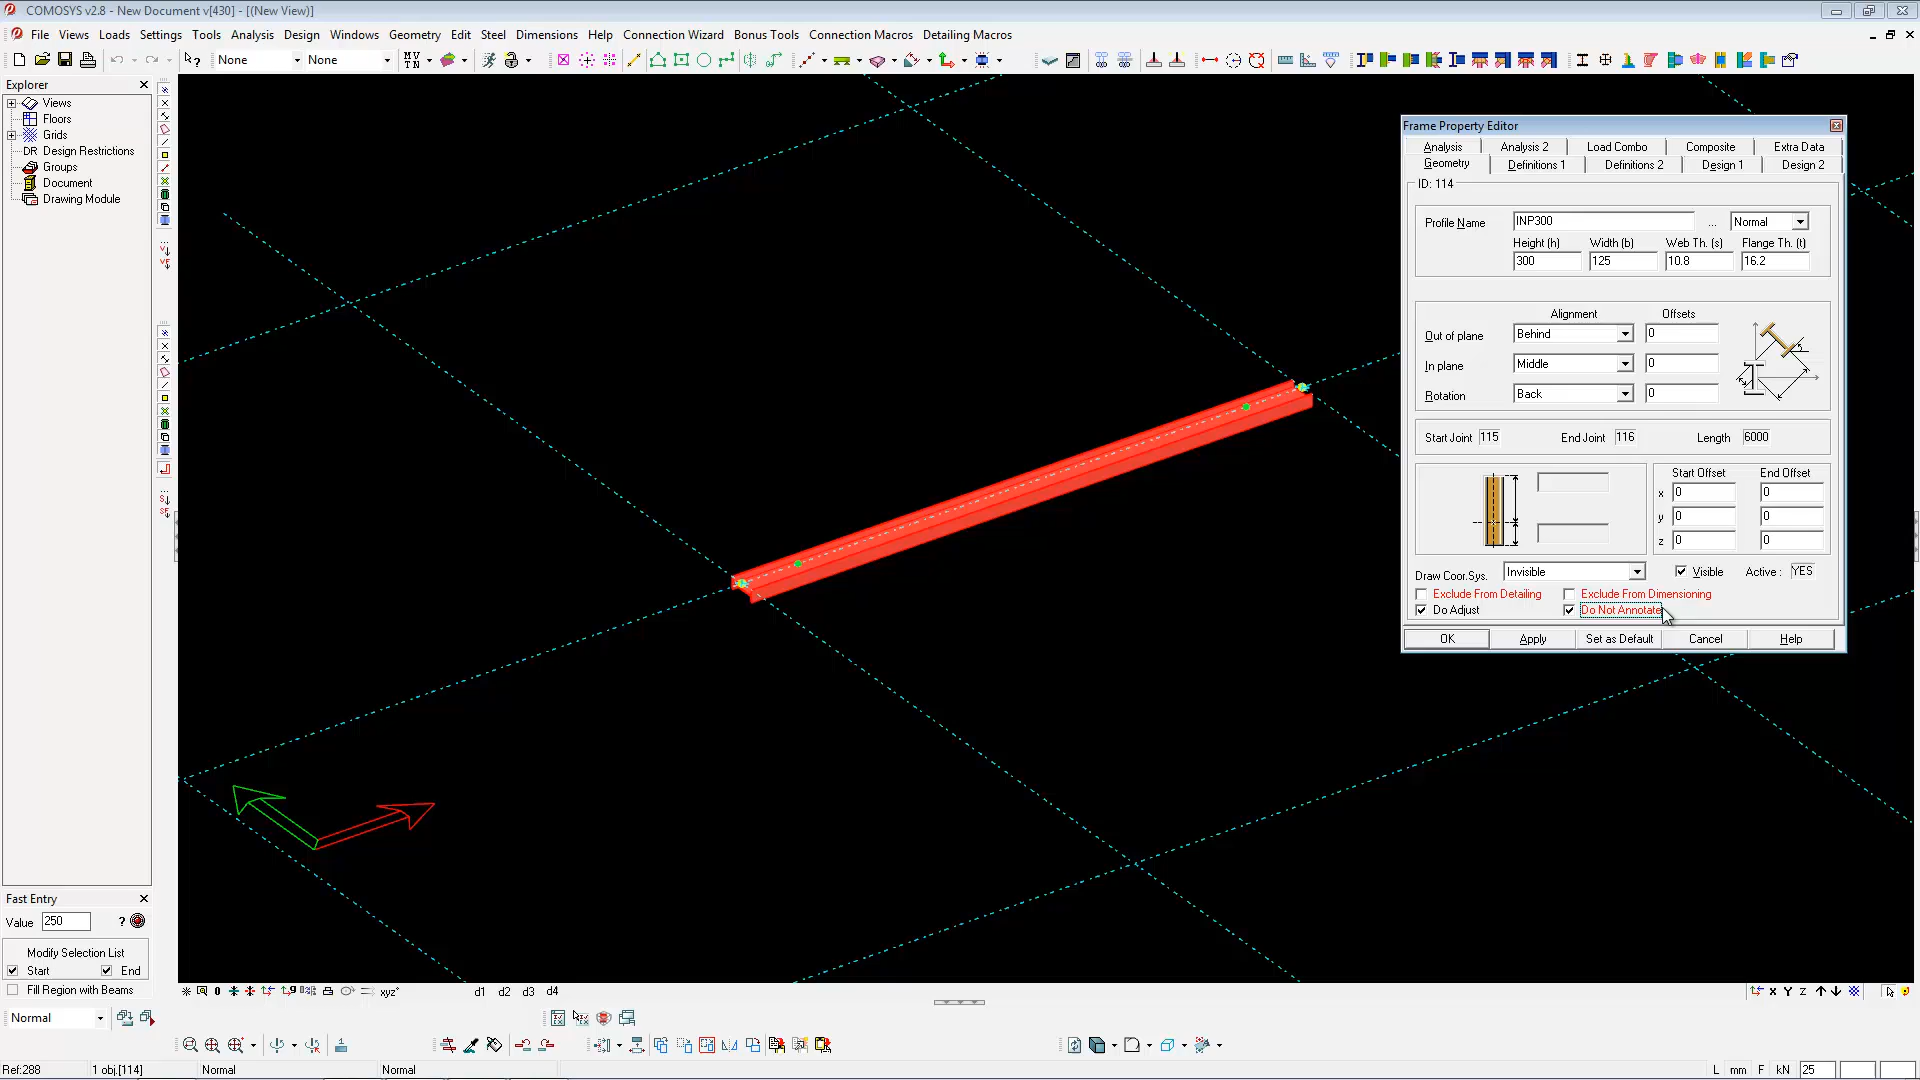 COMOSYS v2.8 - New Document v[430] - [(New View)]
File Views Loads Settings Tools Analysis Design Windows Geometry Edit Steel Dimensions Help Connection Wizard Bonus Tools Connection Macros Detailing Macros
None None MV TN
Explorer
Views
Floors
Grids
DR Design Restrictions
Groups
Document
Drawing Module
Frame Property Editor
Analysis Analysis 2 Load Combo Composite Extra Data
Geometry Definitions 1 Definitions 2 Design 1 Design 2
ID: 114
Profile Name INP300 ... Normal
Height (h) Width (b) Web Th. (s) Flange Th. (t)
300 125 10.8 16.2
Alignment Offsets
Out of plane Behind 0
In plane Middle 0
Rotation Back 0
Start Joint 115 End Joint 116 Length 6000
Start Offset End Offset
x 0 0
y 0 0
z 0 0
Draw Coor.Sys. Invisible Visible Active : YES
Exclude From Detailing Exclude From Dimensioning
Do Adjust Do Not Annotate
OK Apply Set as Default Cancel Help
Fast Entry
Value 250 ?
Modify Selection List
Start End
Fill Region with Beams
0 xyz d1 d2 d3 d4 x Y z
Normal
Ref:288 1 obj.[114] Normal Normal L mm F kN 25